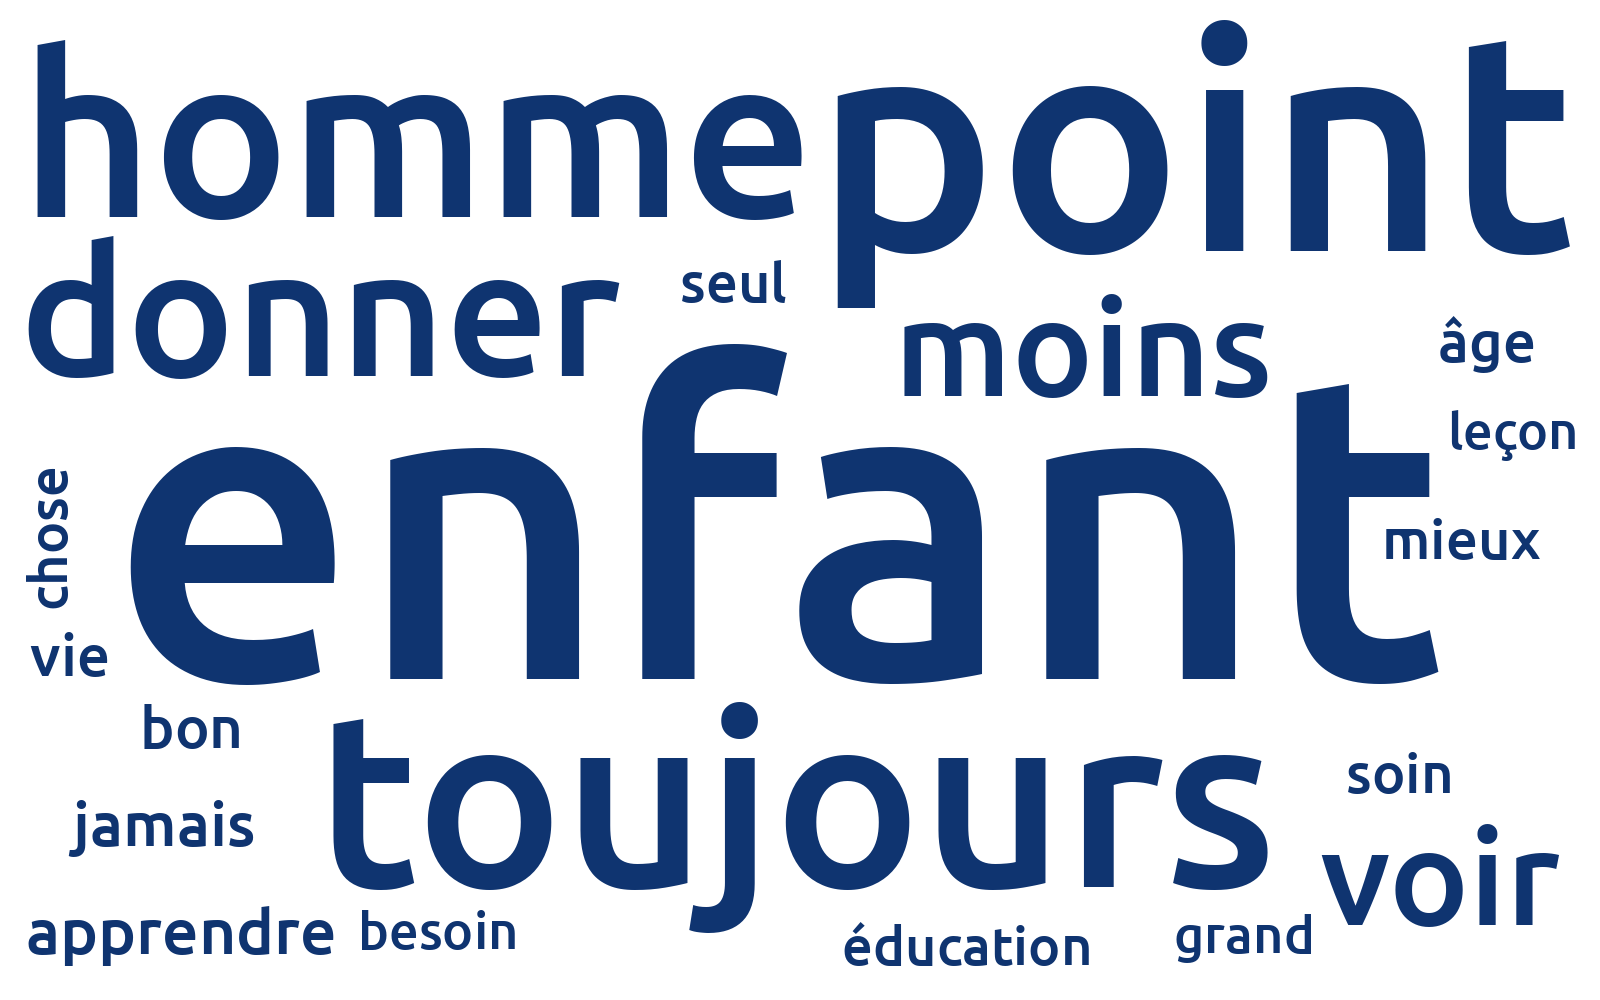 homme point
donner seul
moins âge
leçon
enfant
chose mieux
vie
bon toujours
soin
jamais voir
apprendre besoin éducation grand